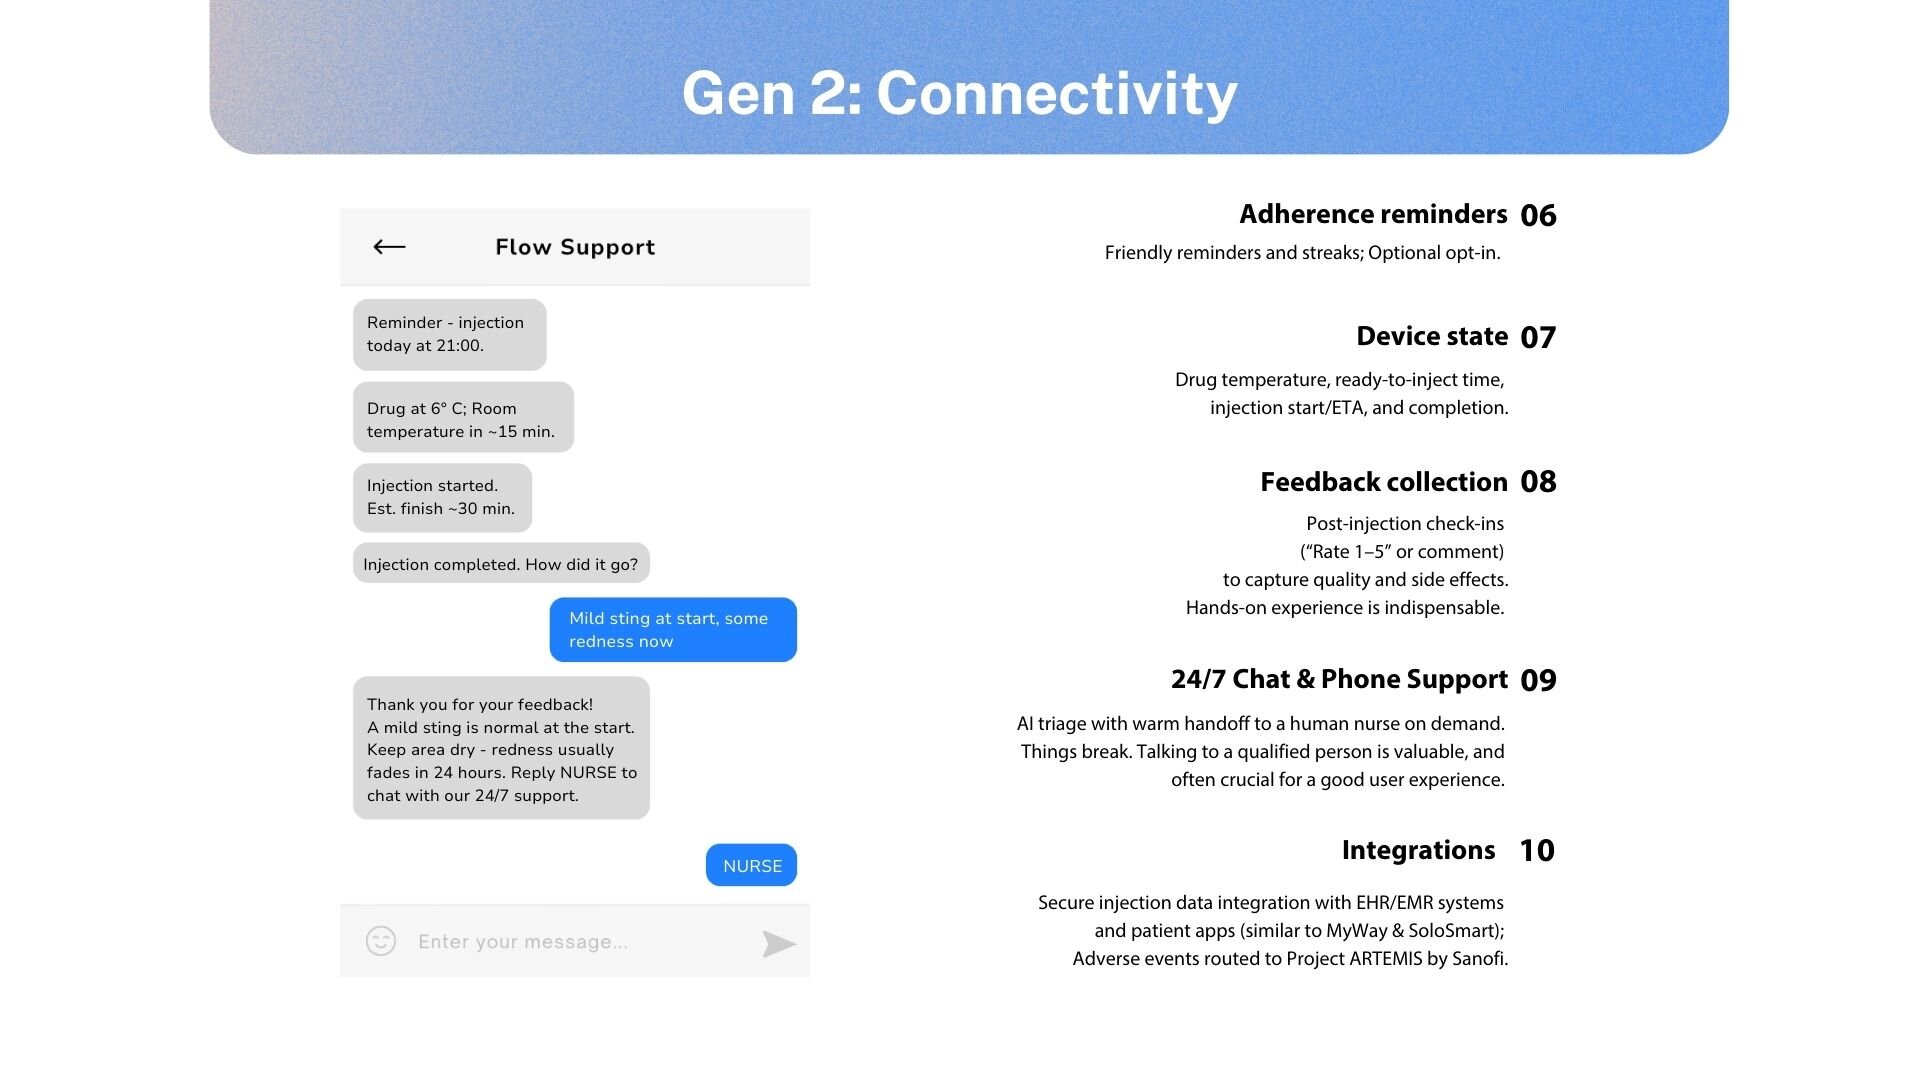 Gen 2: Connectivity
Flow Support
Reminder - injection
today at 21:00.
Drug at 6° C; Room
temperature in ~15 min.
Injection started.
Est. finish ~30 min.
Injection completed. How did it go?
Mild sting at start, some
redness now
Thank you for your feedback!
A mild sting is normal at the start.
Keep area dry - redness usually
fades in 24 hours. Reply NURSE to
chat with our 24/7 support.
NURSE
Enter your message...
Adherence reminders 06
Friendly reminders and streaks; Optional opt-in.
Device state 07
Drug temperature, ready-to-inject time,
injection start/ETA, and completion.
Feedback collection 08
Post-injection check-ins
(“Rate 1–5” or comment)
to capture quality and side effects.
Hands-on experience is indispensable.
24/7 Chat & Phone Support 09
AI triage with warm handoff to a human nurse on demand.
Things break. Talking to a qualified person is valuable, and
often crucial for a good user experience.
Integrations 10
Secure injection data integration with EHR/EMR systems
and patient apps (similar to MyWay & SoloSmart);
Adverse events routed to Project ARTEMIS by Sanofi.